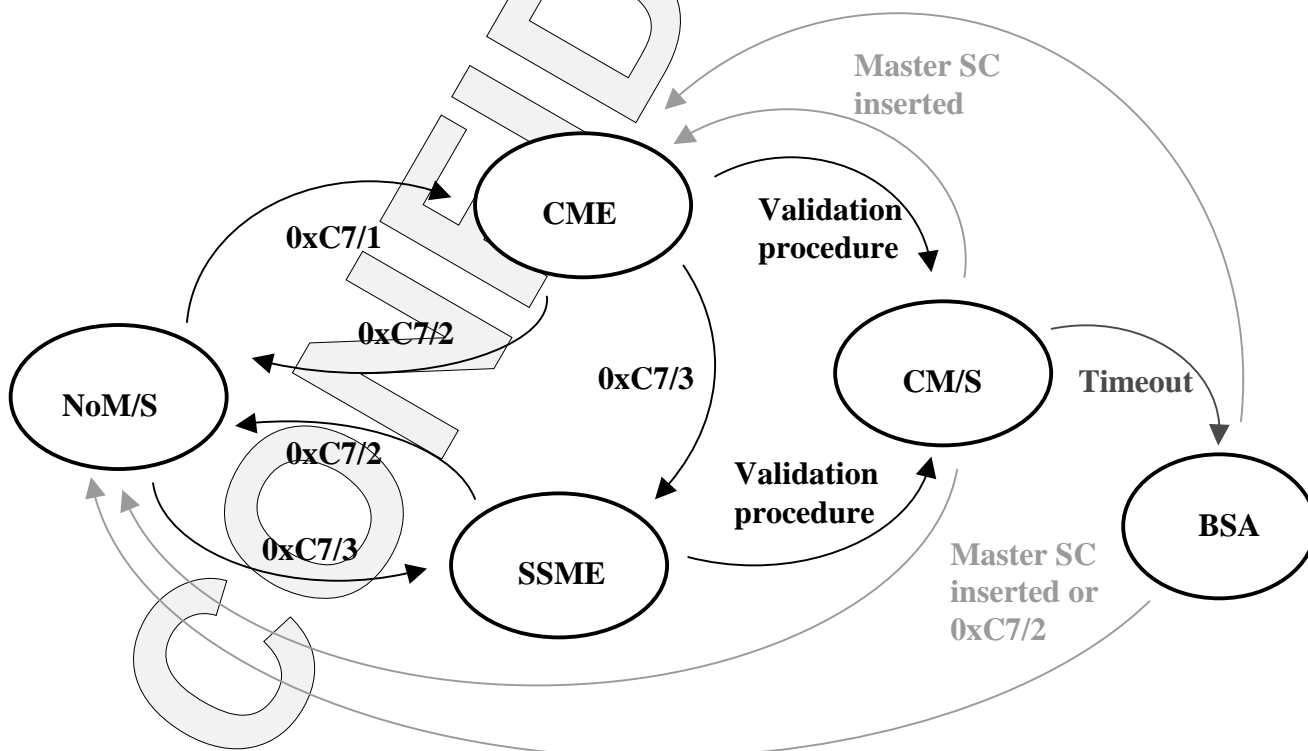 Master SC
inserted
CME
Validation
procedure
0xC7/1
0xC7/2
0xC7/3
CM/S
Timeout
NoM/S
0xC7/2
Validation
procedure
0xC7/3
SSME
Master SC
inserted or
0xC7/2
BSA
CONFID